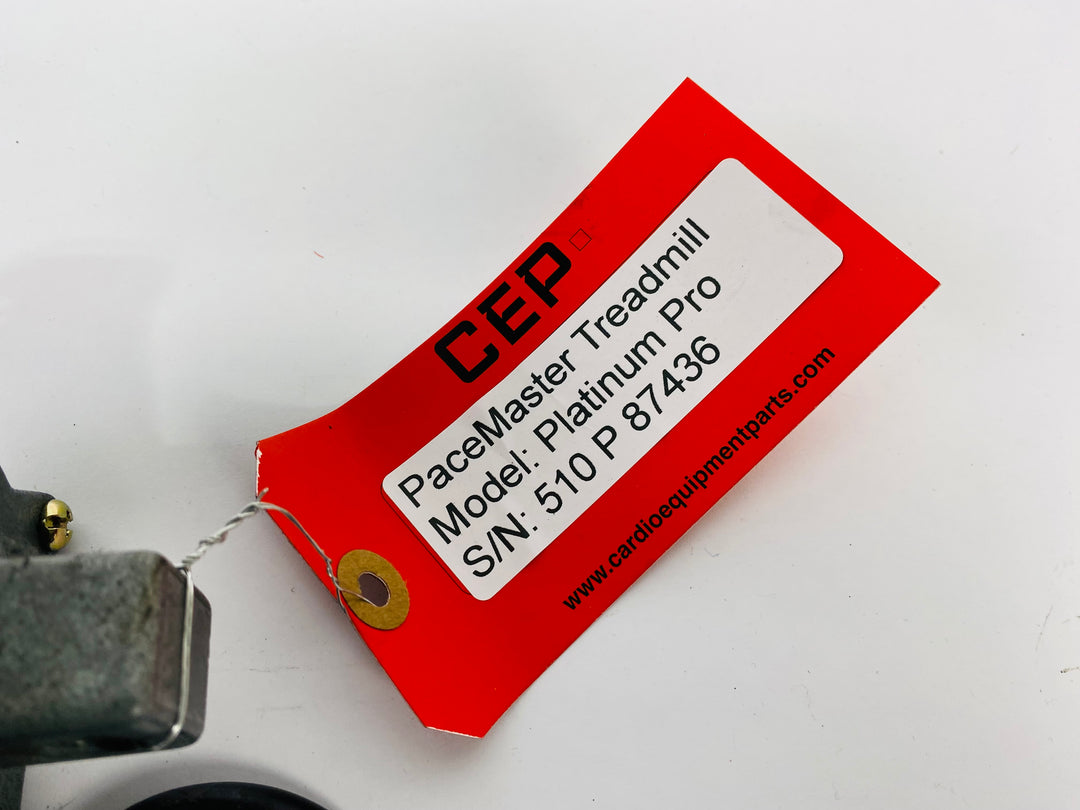 CEP
PaceMaster Treadmill
Model: Platinum Pro
S/N: 510 P 87436
www.cardioequipmentparts.com